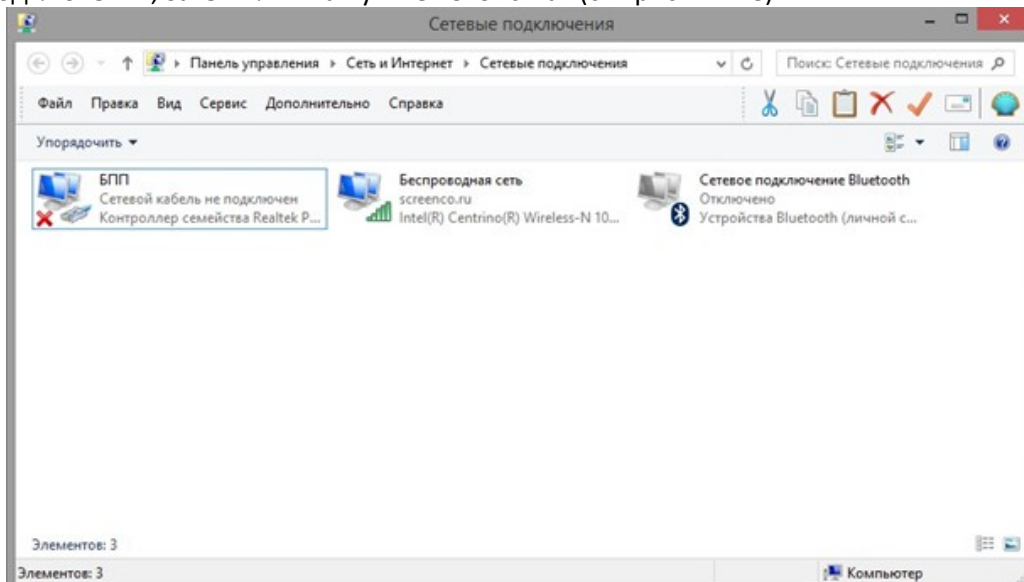 Сетевые подключения
Панель управления ▸ Сеть и Интернет ▸ Сетевые подключения
Поиск: Сетевые подключения
Файл Правка Вид Сервис Дополнительно Справка
Упорядочить
БПП
Сетевой кабель не подключен
Контроллер семейства Realtek P...
Беспроводная сеть
screenco.ru
Intel(R) Centrino(R) Wireless-N 10...
Сетевое подключение Bluetooth
Отключено
Устройства Bluetooth (личной с...
Элементов: 3
Элементов: 3
Компьютер